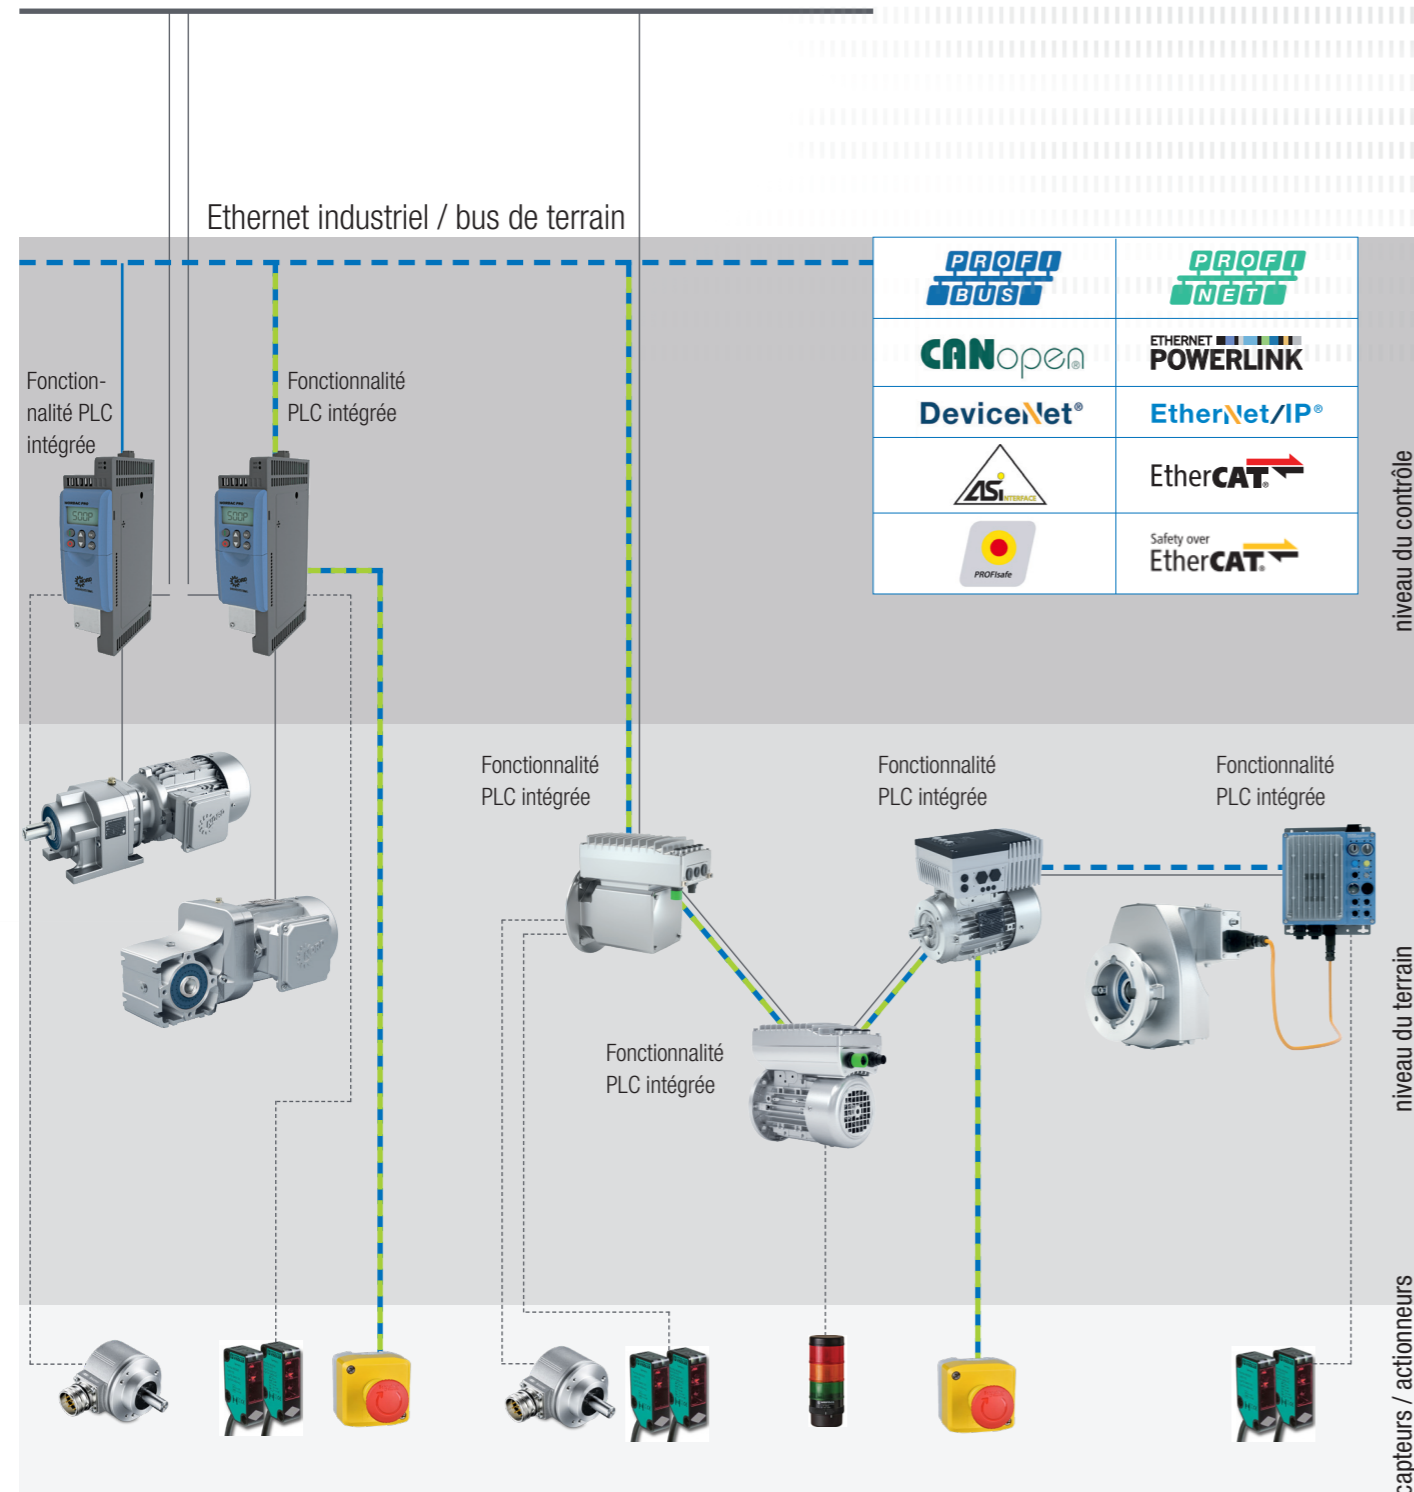 Ethernet industriel / bus de terrain
PROFI
BUS
PROFI
NET
CANopen®
ETHERNET
POWERLINK
DeviceNet®
EtherNet/IP®
ASi
INTERFACE
EtherCAT®
PROFIsafe
Safety over
EtherCAT®
Fonction-
nalité PLC
intégrée
Fonctionnalité
PLC intégrée
niveau du contrôle
Fonctionnalité
PLC intégrée
Fonctionnalité
PLC intégrée
Fonctionnalité
PLC intégrée
Fonctionnalité
PLC intégrée
niveau du terrain
capteurs / actionneurs